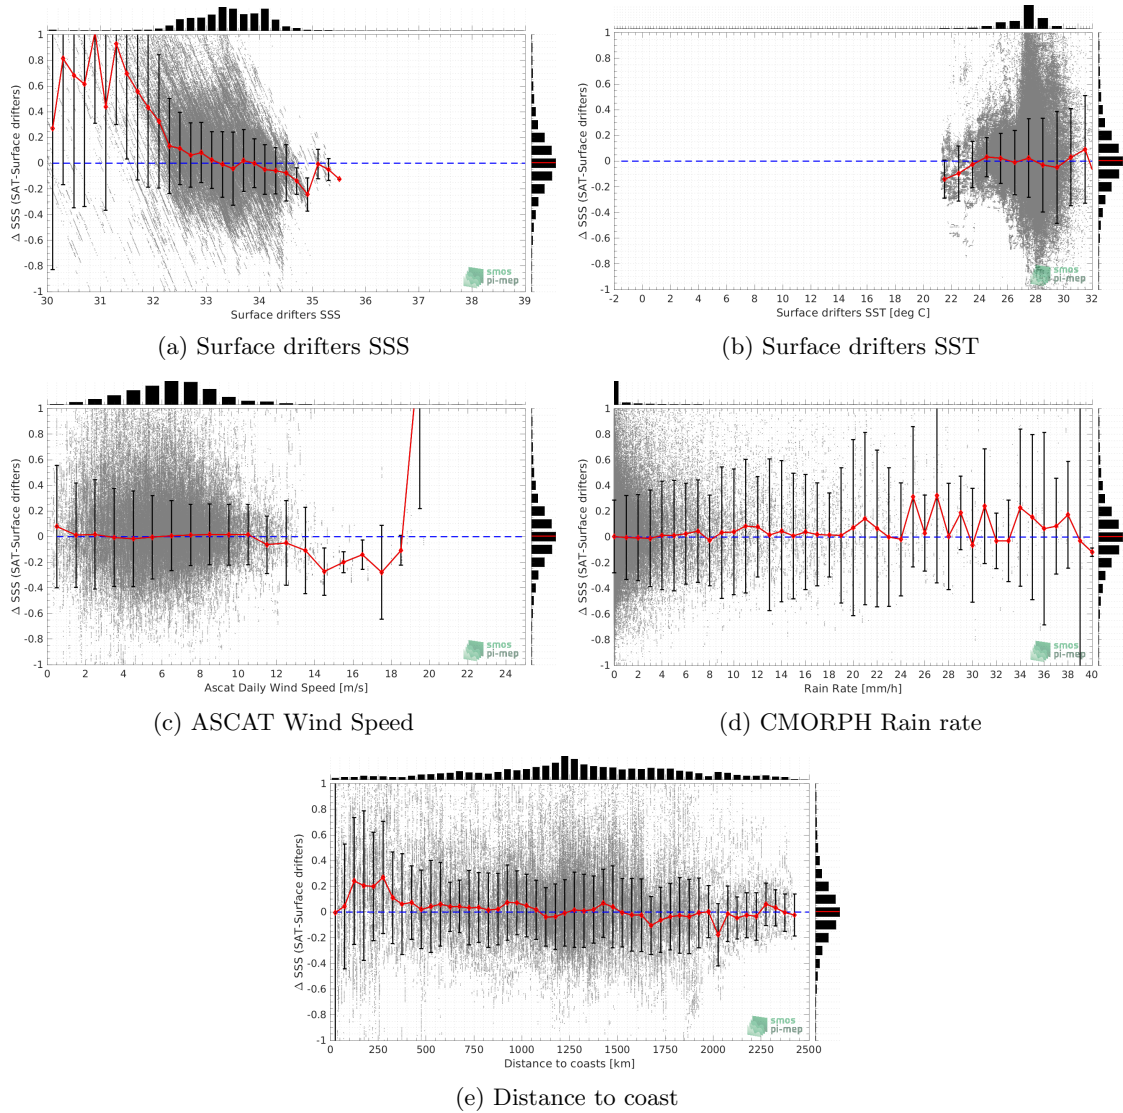 1
0.8
0.6
0.4
0.2
0
-0.2
-0.4
-0.6
-0.8
-1
Δ SSS (SAT-Surface drifters)
smos
pi-mep
30 31 32 33 34 35 36 37 38 39
Surface drifters SSS
(a) Surface drifters SSS
1
0.8
0.6
0.4
0.2
0
-0.2
-0.4
-0.6
-0.8
-1
Δ SSS (SAT-Surface drifters)
smos
pi-mep
-2 0 2 4 6 8 10 12 14 16 18 20 22 24 26 28 30 32
Surface drifters SST [deg C]
(b) Surface drifters SST
1
0.8
0.6
0.4
0.2
0
-0.2
-0.4
-0.6
-0.8
-1
Δ SSS (SAT-Surface drifters)
smos
pi-mep
0 2 4 6 8 10 12 14 16 18 20 22 24
Ascat Daily Wind Speed [m/s]
(c) ASCAT Wind Speed
1
0.8
0.6
0.4
0.2
0
-0.2
-0.4
-0.6
-0.8
-1
Δ SSS (SAT-Surface drifters)
smos
pi-mep
0 2 4 6 8 10 12 14 16 18 20 22 24 26 28 30 32 34 36 38 40
Rain Rate [mm/h]
(d) CMORPH Rain rate
1
0.8
0.6
0.4
0.2
0
-0.2
-0.4
-0.6
-0.8
-1
Δ SSS (SAT-Surface drifters)
smos
pi-mep
0 250 500 750 1000 1250 1500 1750 2000 2250 2500
Distance to coasts [km]
(e) Distance to coast